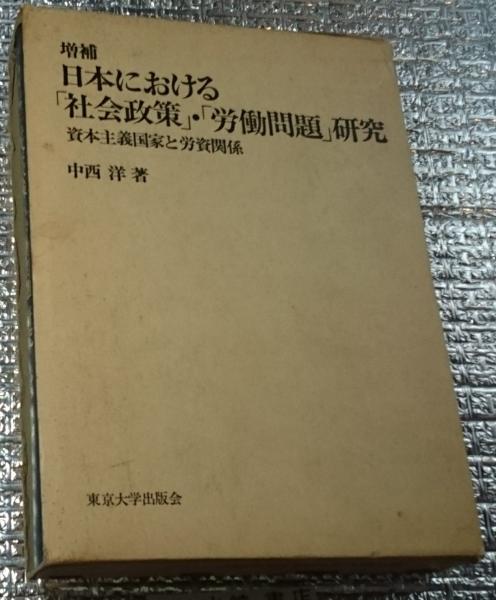 増補
日本における
「社会政策」・「労働問題」研究
資本主義国家と労資関係
中西 洋 著
東京大学出版会